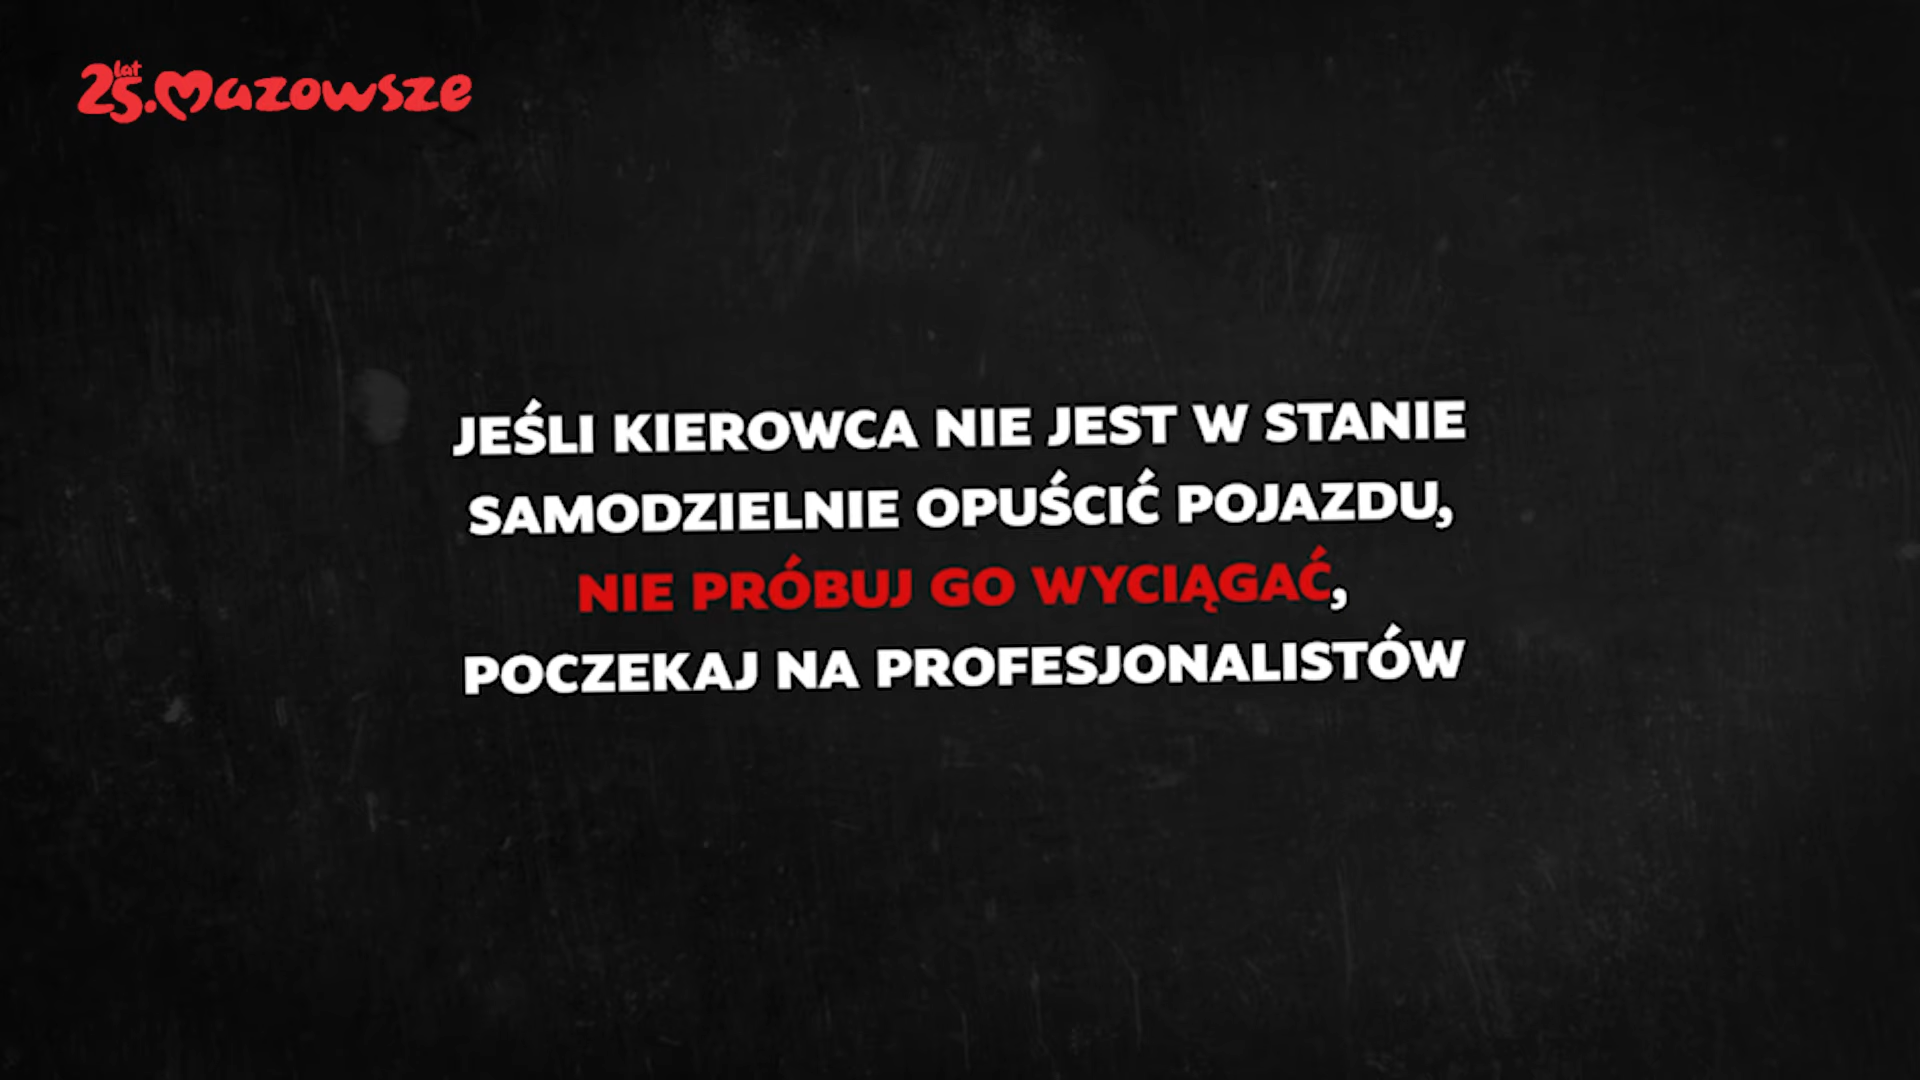 25 lat. Mazowsze
JEŚLI KIEROWCA NIE JEST W STANIE
SAMODZIELNIE OPUŚCIĆ POJAZDU,
NIE PRÓBUJ GO WYCIĄGAĆ,
POCZEKAJ NA PROFESJONALISTÓW